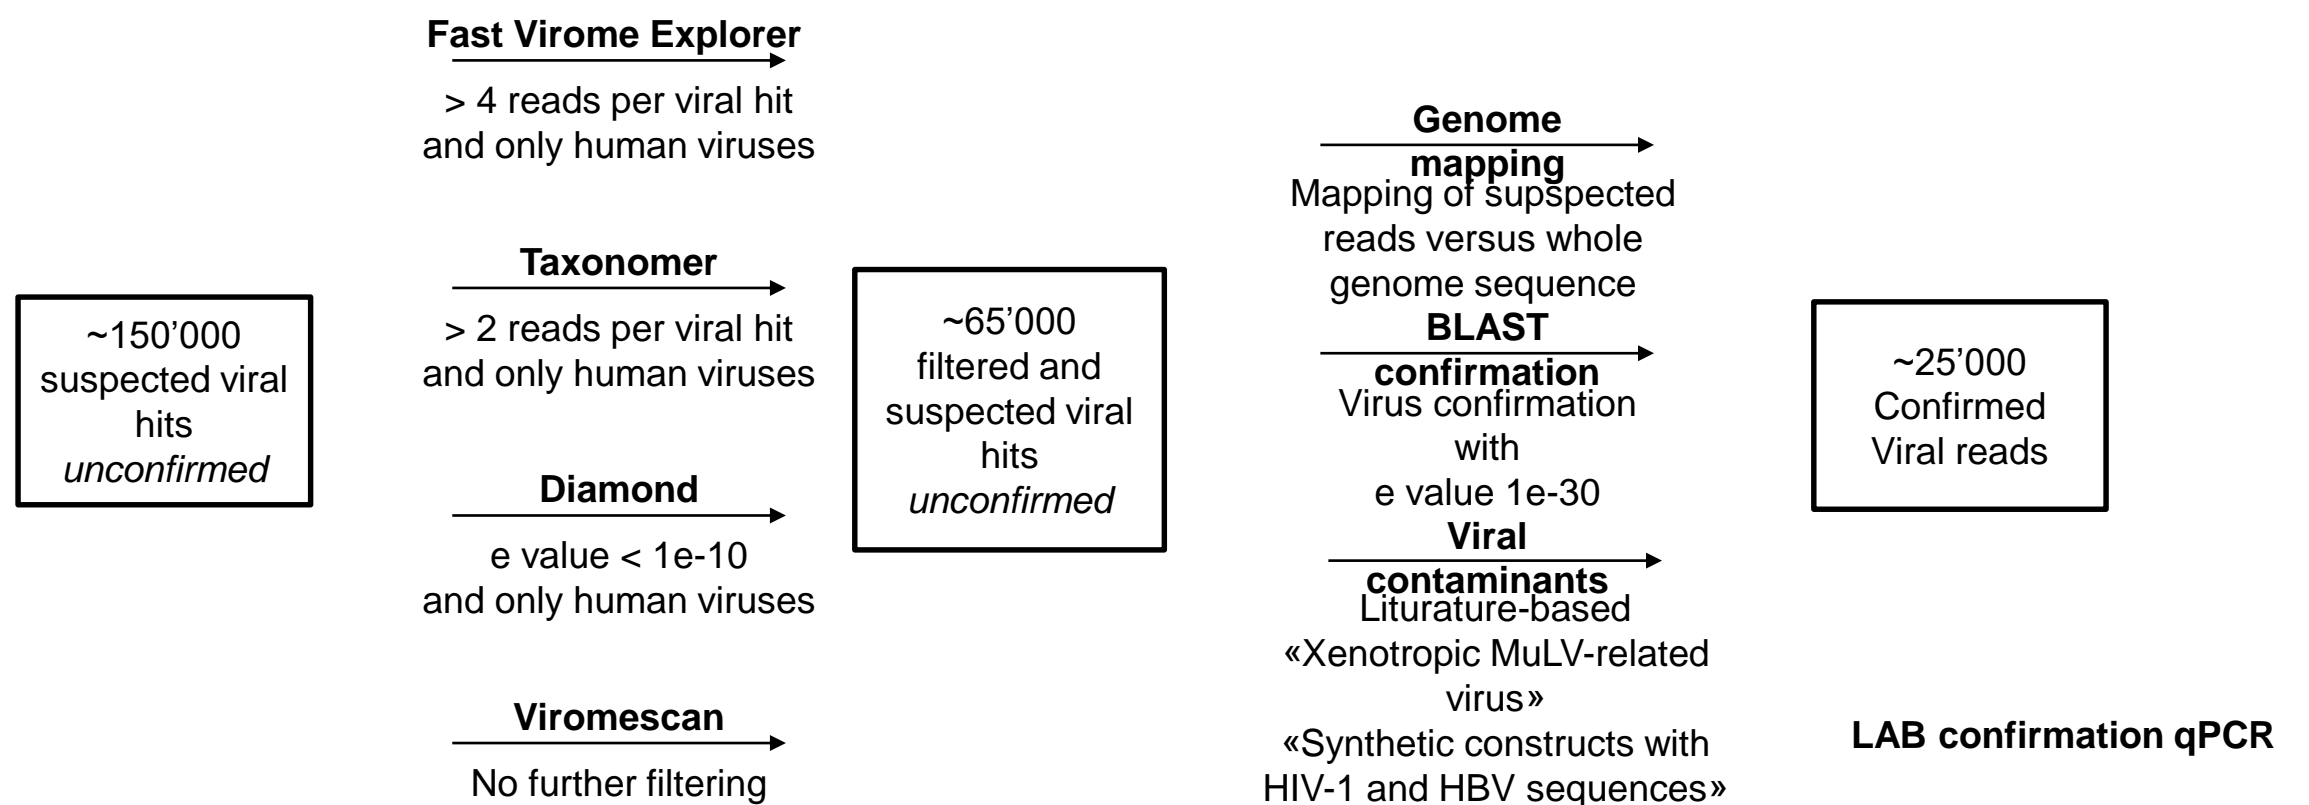 ~150’000
suspected viral
hits
unconfirmed
Fast Virome Explorer
> 4 reads per viral hit
and only human viruses
Taxonomer
> 2 reads per viral hit
and only human viruses
Diamond
e value < 1e-10
and only human viruses
Viromescan
No further filtering
~65’000
filtered and
suspected viral
hits
unconfirmed
Genome
mapping
Mapping of supspected
reads versus whole
genome sequence
BLAST
confirmation
Virus confirmation
with
e value 1e-30
Viral
contaminants
Liturature-based
«Xenotropic MuLV-related
virus»
«Synthetic constructs with
HIV-1 and HBV sequences»
~25’000
Confirmed
Viral reads
LAB confirmation qPCR